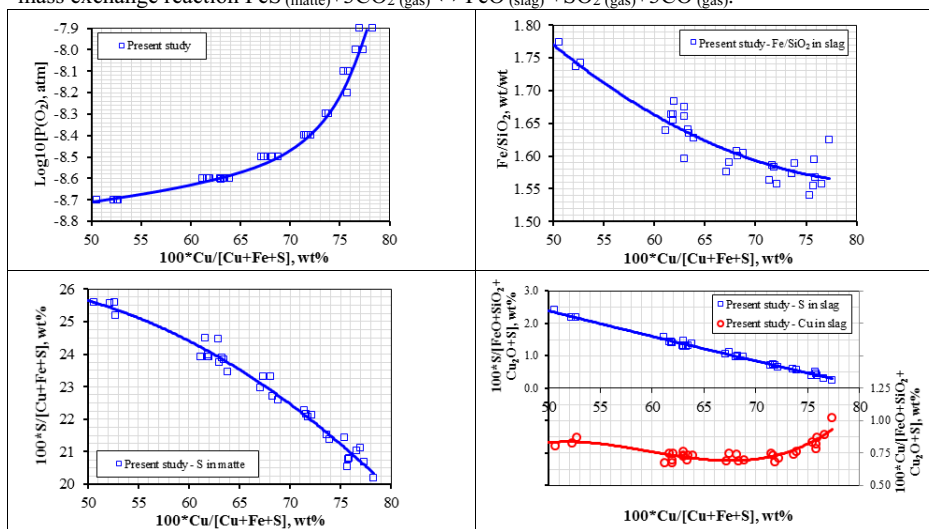 mass exchange reaction FeS (matte)+3CO2 (gas) ↔ FeO (slag) +SO2 (gas)+3CO (gas).
Log10[P(O2), atm]
-7.9
-8.0
-8.1
-8.2
-8.3
-8.4
-8.5
-8.6
-8.7
-8.8
Present study
50 55 60 65 70 75 80
100*Cu/[Cu+Fe+S], wt%
Fe/SiO2, wt/wt
1.80
1.75
1.70
1.65
1.60
1.55
1.50
Present study - Fe/SiO2 in slag
50 55 60 65 70 75 80
100*Cu/[Cu+Fe+S], wt%
100*S/[Cu+Fe+S], wt%
26
25
24
23
22
21
20
Present study - S in matte
50 55 60 65 70 75 80
100*Cu/[Cu+Fe+S], wt%
100*S/[FeO+SiO2+
Cu2O+S], wt%
3.0
2.0
1.0
0.0
Present study - S in slag
Present study - Cu in slag
50 55 60 65 70 75 80
1.25
1.00
0.75
0.50
100*Cu/[FeO+SiO2+
Cu2O+S], wt%
100*Cu/[Cu+Fe+S], wt%